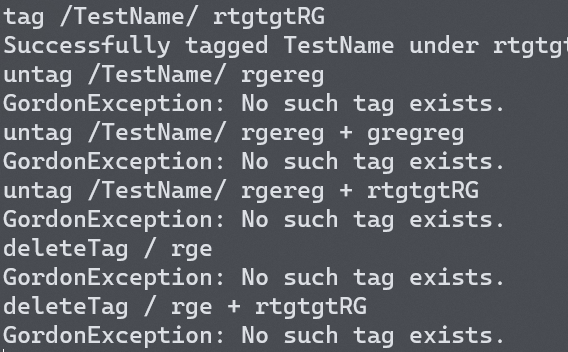 tag /TestName/ rtgtgtRG
Successfully tagged TestName under rtgtgt
untag /TestName/ rgereg
GordonException: No such tag exists.
untag /TestName/ rgereg + gregreg
GordonException: No such tag exists.
untag /TestName/ rgereg + rtgtgtRG
GordonException: No such tag exists.
deleteTag / rge
GordonException: No such tag exists.
deleteTag / rge + rtgtgtRG
GordonException: No such tag exists.